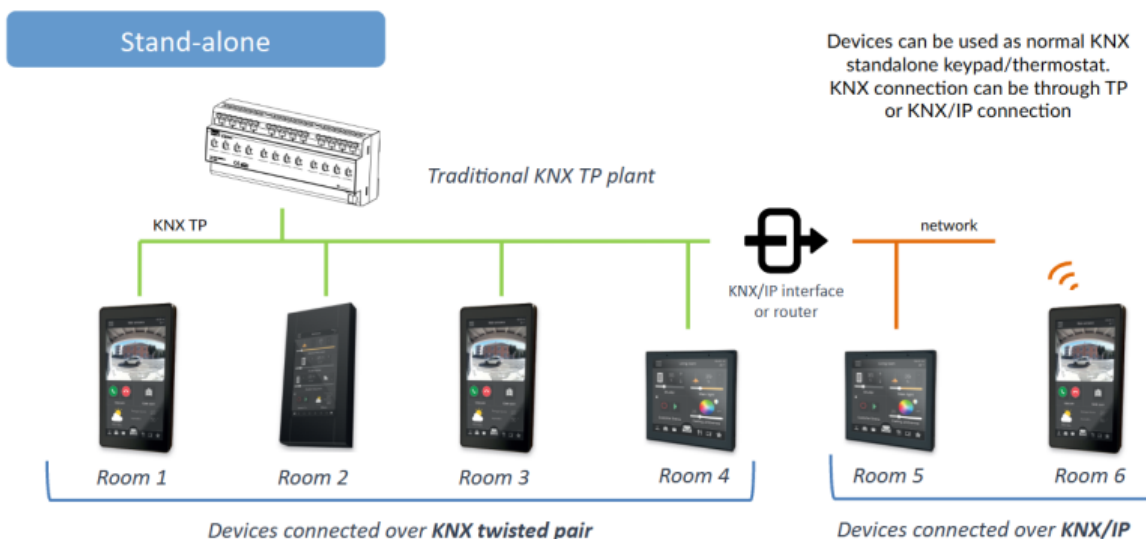 Stand-alone
Devices can be used as normal KNX
standalone keypad/thermostat.
KNX connection can be through TP
or KNX/IP connection
Traditional KNX TP plant
KNX TP
network
KNX/IP interface
or router
Room 1
Room 2
Room 3
Room 4
Room 5
Room 6
Devices connected over KNX twisted pair
Devices connected over KNX/IP